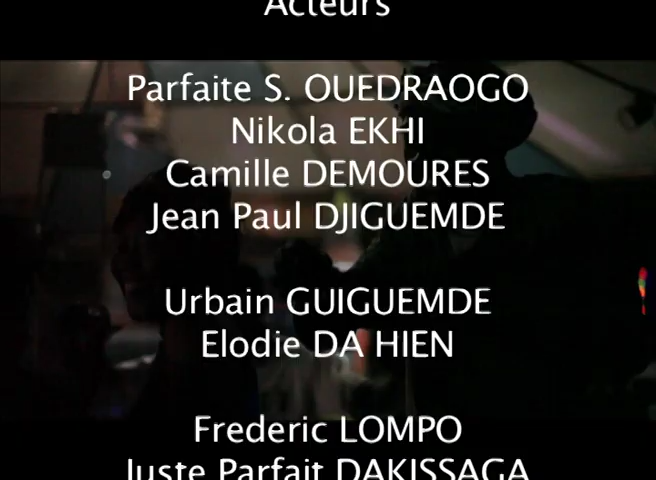 Acteurs
Parfaite S. OUEDRAOGO
Nikola EKHI
Camille DEMOURES
Jean Paul DJIGUEMDE
Urbain GUIGUEMDE
Elodie DA HIEN
Frederic LOMPO
Juste Parfait DAKISSAGA